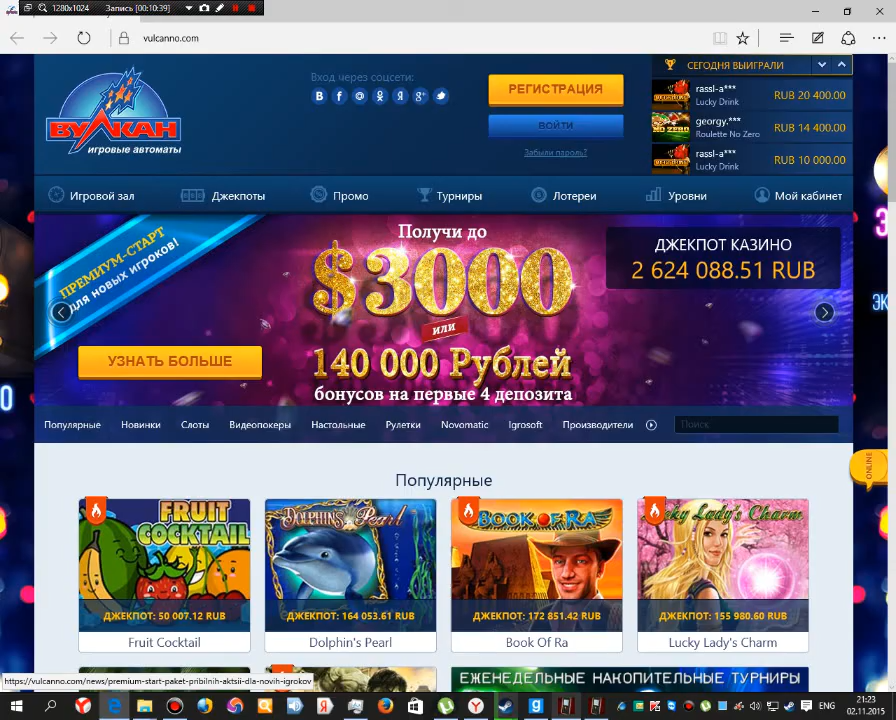 1280x1024 Запись [00:10:39]
vulcanno.com
ВУЛКАН
игровые автоматы
Вход через соцсети:
РЕГИСТРАЦИЯ
ВОЙТИ
Забыли пароль?
СЕГОДНЯ ВЫИГРАЛИ
rassl-a***
Lucky Drink
RUB 20 400.00
georgy.***
Roulette No Zero
RUB 14 400.00
rassl-a***
Lucky Drink
RUB 10 000.00
Игровой зал Джекпоты Промо Турниры Лотереи Уровни Мой кабинет
ПРЕМИУМ-СТАРТ
для новых игроков!
Получи до
$3000
или
140 000 Рублей
бонусов на первые 4 депозита
УЗНАТЬ БОЛЬШЕ
ДЖЕКПОТ КАЗИНО
2 624 088.51 RUB
Популярные Новинки Слоты Видеопокеры Настольные Рулетки Novomatic Igrosoft Производители Поиск
ONLINE
Популярные
FRUIT
COCKTAIL
ДЖЕКПОТ: 50 007.12 RUB
Fruit Cocktail
DOLPHIN'S PEARL
ДЖЕКПОТ: 164 053.61 RUB
Dolphin's Pearl
BOOK OF RA
ДЖЕКПОТ: 172 851.42 RUB
Book Of Ra
Lucky Lady's Charm
ДЖЕКПОТ: 155 980.60 RUB
Lucky Lady's Charm
ЕЖЕНЕДЕЛЬНЫЕ НАКОПИТЕЛЬНЫЕ ТУРНИРЫ
https://vulcanno.com/news/premium-start-paket-pribilnih-aktsii-dla-novih-igrokov
ENG
21:23
02.11.2015